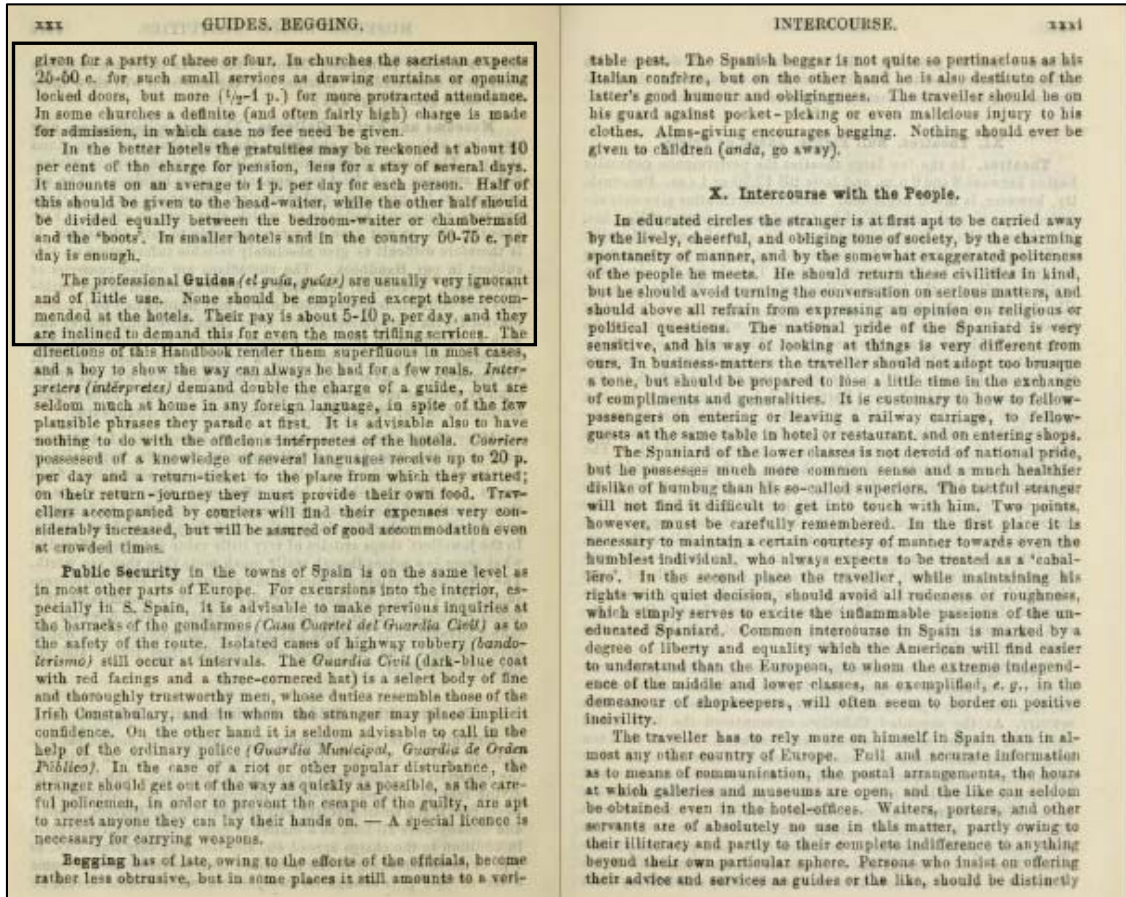 xxx GUIDES. BEGGING.
given for a party of three or four. In churches the sacristan expects
25-50 c. for such small services as drawing curtains or opening
locked doors, but more (1/2-1 p.) for more protracted attendance.
In some churches a definite (and often fairly high) charge is made
for admission, in which case no fee need be given.
In the better hotels the gratuities may be reckoned at about 10
per cent of the charge for pension, less for a stay of several days.
It amounts on an average to 1 p. per day for each person. Half of
this should be given to the head-waiter, while the other half should
be divided equally between the bedroom-waiter or chambermaid
and the 'boots'. In smaller hotels and in the country 50-75 c. per
day is enough.
The professional Guides (el guía, guías) are usually very ignorant
and of little use. None should be employed except those recom-
mended at the hotels. Their pay is about 5-10 p. per day, and they
are inclined to demand this for even the most trifling services. The
directions of this Handbook render them superfluous in most cases,
and a boy to show the way can always be had for a few reals. Inter-
preters (intérpretes) demand double the charge of a guide, but are
seldom much at home in any foreign language, in spite of the few
plausible phrases they parade at first. It is advisable also to have
nothing to do with the officious intérpretes of the hotels. Couriers
possessed of a knowledge of several languages receive up to 20 p.
per day and a return-ticket to the place from which they started;
on their return-journey they must provide their own food. Trav-
ellers accompanied by couriers will find their expenses very con-
siderably increased, but will be assured of good accommodation even
at crowded times.
Public Security in the towns of Spain is on the same level as
in most other parts of Europe. For excursions into the interior, es-
pecially in S. Spain, it is advisable to make previous inquiries at
the barracks of the gendarmes (Casa Cuartel del Guardia Civil) as to
the safety of the route. Isolated cases of highway robbery (bando-
lerismo) still occur at intervals. The Guardia Civil (dark-blue coat
with red facings and a three-cornered hat) is a select body of fine
and thoroughly trustworthy men, whose duties resemble those of the
Irish Constabulary, and in whom the stranger may place implicit
confidence. On the other hand it is seldom advisable to call in the
help of the ordinary police (Guardia Municipal, Guardia de Orden
Público). In the case of a riot or other popular disturbance, the
stranger should get out of the way as quickly as possible, as the care-
ful policemen, in order to prevent the escape of the guilty, are apt
to arrest anyone they can lay their hands on. — A special licence is
necessary for carrying weapons.
Begging has of late, owing to the efforts of the officials, become
rather less obtrusive, but in some places it still amounts to a veri-
INTERCOURSE. xxxi
table pest. The Spanish beggar is not quite so pertinacious as his
Italian confrère, but on the other hand he is also destitute of the
latter's good humour and obligingness. The traveller should be on
his guard against pocket-picking or even malicious injury to his
clothes. Alms-giving encourages begging. Nothing should ever be
given to children (anda, go away).
X. Intercourse with the People.
In educated circles the stranger is at first apt to be carried away
by the lively, cheerful, and obliging tone of society, by the charming
spontaneity of manner, and by the somewhat exaggerated politeness
of the people he meets. He should return these civilities in kind,
but he should avoid turning the conversation on serious matters, and
should above all refrain from expressing an opinion on religious or
political questions. The national pride of the Spaniard is very
sensitive, and his way of looking at things is very different from
ours. In business-matters the traveller should not adopt too brusque
a tone, but should be prepared to lose a little time in the exchange
of compliments and generalities. It is customary to bow to fellow-
passengers on entering or leaving a railway carriage, to fellow-
guests at the same table in hotel or restaurant, and on entering shops.
The Spaniard of the lower classes is not devoid of national pride,
but he possesses much more common sense and a much healthier
dislike of humbug than his so-called superiors. The tactful stranger
will not find it difficult to get into touch with him. Two points,
however, must be carefully remembered. In the first place it is
necessary to maintain a certain courtesy of manner towards even the
humblest individual, who always expects to be treated as a 'cabal-
lero'. In the second place the traveller, while maintaining his
rights with quiet decision, should avoid all rudeness or roughness,
which simply serves to excite the inflammable passions of the un-
educated Spaniard. Common intercourse in Spain is marked by a
degree of liberty and equality which the American will find easier
to understand than the European, to whom the extreme independ-
ence of the middle and lower classes, as exemplified, e. g., in the
demeanour of shopkeepers, will often seem to border on positive
incivility.
The traveller has to rely more on himself in Spain than in al-
most any other country of Europe. Full and accurate information
as to means of communication, the postal arrangements, the hours
at which galleries and museums are open, and the like can seldom
be obtained even in the hotel-offices. Waiters, porters, and other
servants are of absolutely no use in this matter, partly owing to
their illiteracy and partly to their complete indifference to anything
beyond their own particular sphere. Persons who insist on offering
their advice and services as guides or the like, should be distinctly